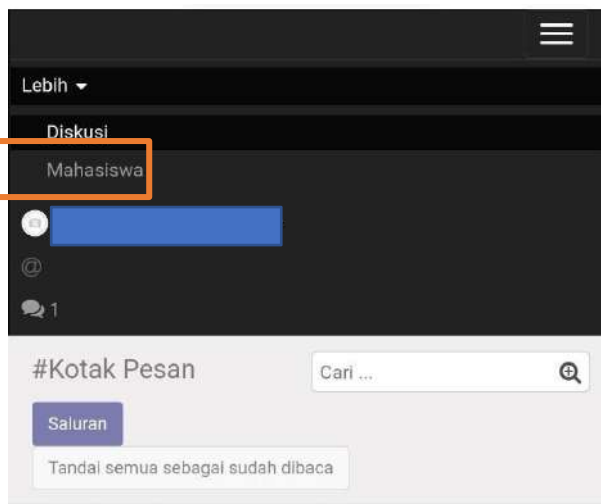 Lebih
Diskusi
Mahasiswa
@
1
#Kotak Pesan
Cari ...
Saluran
Tandai semua sebagai sudah dibaca